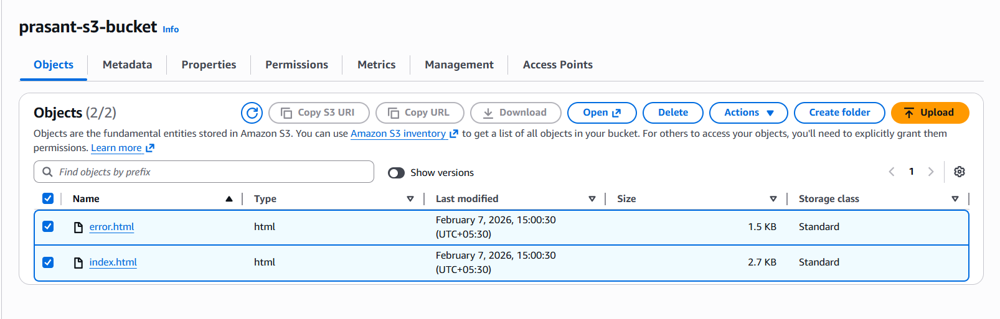 prasant-s3-bucket Info
Objects Metadata Properties Permissions Metrics Management Access Points
Objects (2/2) Copy S3 URI Copy URL Download Open Delete Actions Create folder Upload
Objects are the fundamental entities stored in Amazon S3. You can use Amazon S3 inventory to get a list of all objects in your bucket. For others to access your objects, you'll need to explicitly grant them
permissions. Learn more
Find objects by prefix Show versions 1
Name Type Last modified Size Storage class
error.html html February 7, 2026, 15:00:30 (UTC+05:30) 1.5 KB Standard
index.html html February 7, 2026, 15:00:30 (UTC+05:30) 2.7 KB Standard